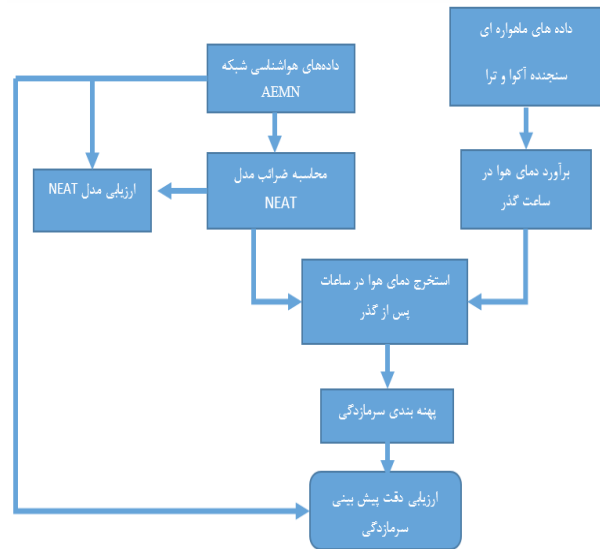 داده های ماهواره ای
سنجنده آکوا و ترا
داده‌های هواشناسی شبکه
AEMN
برآورد دمای هوا در
ساعت گذر
محاسبه ضرائب مدل
NEAT
ارزیابی مدل NEAT
استخرج دمای هوا در ساعات
پس از گذر
پهنه بندی سرمازدگی
ارزیابی دقت پیش بینی
سرمازدگی